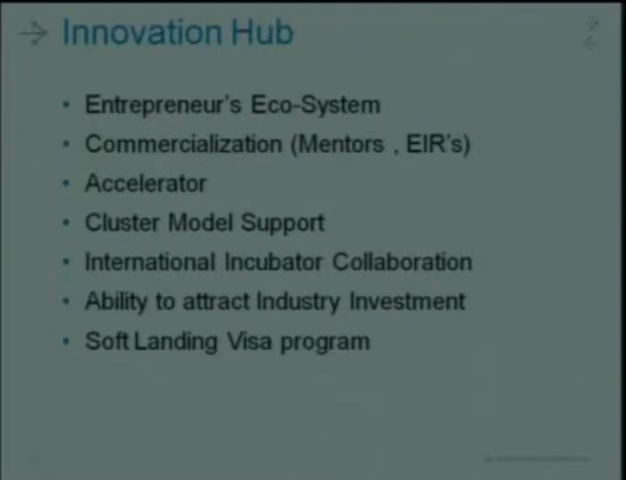 Innovation Hub
• Entrepreneur's Eco-System
• Commercialization (Mentors , EIR's)
• Accelerator
• Cluster Model Support
• International Incubator Collaboration
• Ability to attract Industry Investment
• Soft Landing Visa program